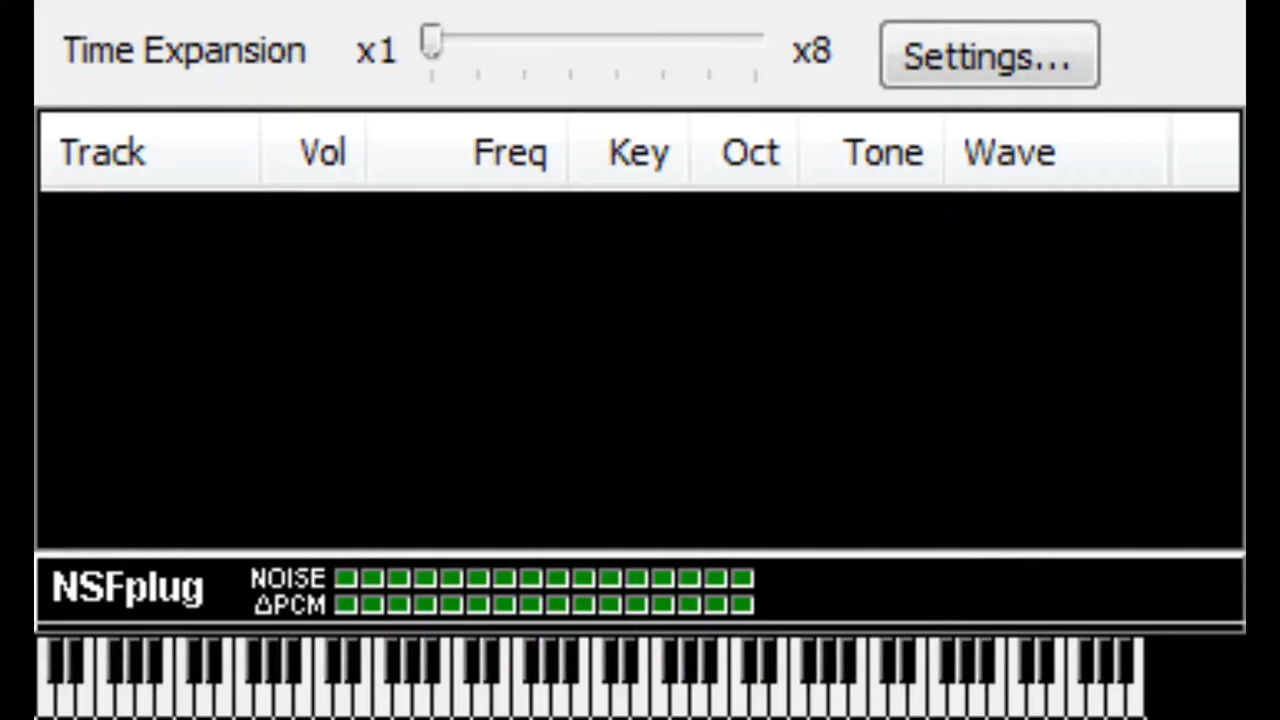 Time Expansion x1 x8 Settings...
Track Vol Freq Key Oct Tone Wave
NSFplug NOISE
ΔPCM